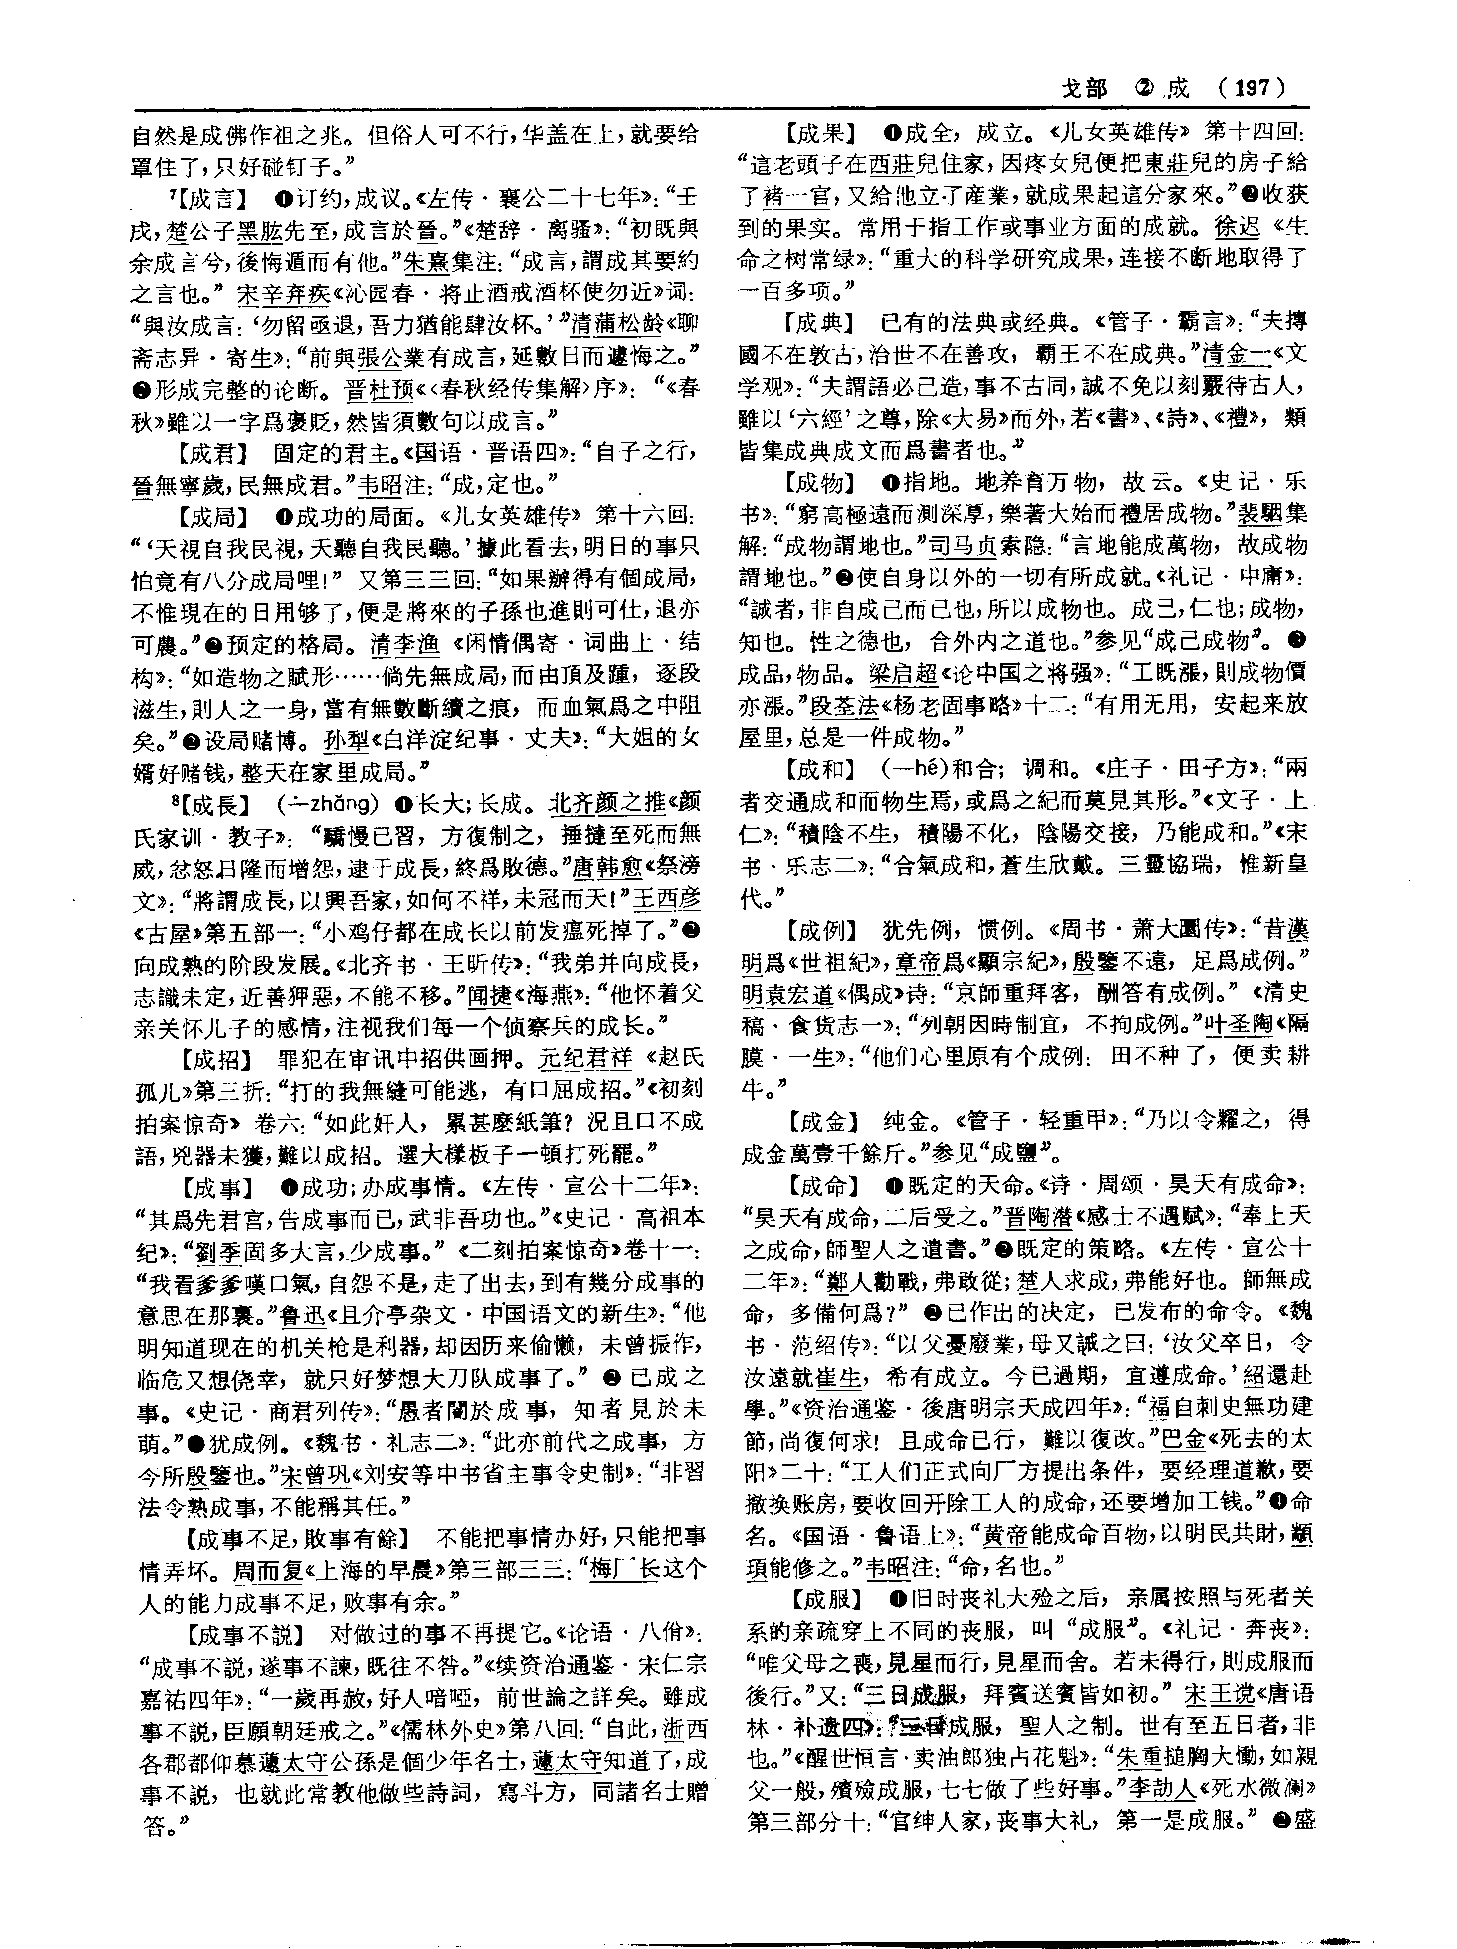 戈部 ②成 (197)
自然是成佛作祖之兆。但俗人可不行,华盖在上,就要给
罩住了,只好碰钉子。”
7【成言】 ❶订约,成议。《左传·襄公二十七年》:“壬
戌,楚公子黑肱先至,成言於晉。”《楚辞·离骚》:“初既與
余成言兮,後悔遁而有他。”朱熹集注:“成言,謂成其要約
之言也。” 宋辛弃疾《沁园春·将止酒戒酒杯使勿近》词:
“與汝成言:‘勿留亟退,吾力猶能肆汝杯。’”清蒲松龄《聊
斋志异·寄生》:“前與張公業有成言,延數日而遽悔之。”
❷形成完整的论断。晋杜预《〈春秋经传集解〉序》:“《春
秋》雖以一字爲褒貶,然皆須數句以成言。”
【成君】 固定的君主。《国语·晋语四》:“自子之行,
晉無寧歲,民無成君。”韦昭注:“成,定也。”
【成局】 ❶成功的局面。《儿女英雄传》第十六回:
“‘天視自我民視,天聽自我民聽。’據此看去,明日的事只
怕竟有八分成局哩!” 又第三三回:“如果辦得有個成局,
不惟現在的日用够了,便是將來的子孫也進則可仕,退亦
可農。”❷预定的格局。清李渔《闲情偶寄·词曲上·结
构》:“如造物之賦形……倘先無成局,而由頂及踵,逐段
滋生,則人之一身,當有無數斷續之痕,而血氣爲之中阻
矣。”❸设局赌博。孙犁《白洋淀纪事·丈夫》:“大姐的女
婿好赌钱,整天在家里成局。”
8【成長】 (—zhǎng) ❶长大;长成。北齐颜之推《颜
氏家训·教子》:“驕慢已習,方復制之,捶撻至死而無
威,忿怒日隆而增怨,逮于成長,終爲敗德。”唐韩愈《祭滂
文》:“將謂成長,以興吾家,如何不祥,未冠而夭!”王西彦
《古屋》第五部一:“小鸡仔都在成长以前发瘟死掉了。”❷
向成熟的阶段发展。《北齐书·王昕传》:“我弟并向成長,
志識未定,近善狎惡,不能不移。”闻捷《海燕》:“他怀着父
亲关怀儿子的感情,注视我们每一个侦察兵的成长。”
【成招】 罪犯在审讯中招供画押。元纪君祥《赵氏
孤儿》第三折:“打的我無縫可能逃,有口屈成招。”《初刻
拍案惊奇》卷六:“如此奸人,累甚麼紙筆?況且口不成
語,兇器未獲,難以成招。選大樣板子一頓打死罷。”
【成事】 ❶成功;办成事情。《左传·宣公十二年》:
“其爲先君宫,告成事而已,武非吾功也。”《史记·高祖本
纪》:“劉季固多大言,少成事。”《二刻拍案惊奇》卷十一:
“我看爹爹嘆口氣,自怨不是,走了出去,到有幾分成事的
意思在那裏。”鲁迅《且介亭杂文·中国语文的新生》:“他
明知道现在的机关枪是利器,却因历来偷懒,未曾振作,
临危又想侥幸,就只好梦想大刀队成事了。” ❷已成之
事。《史记·商君列传》:“愚者闇於成事,知者見於未
萌。”❸犹成例。《魏书·礼志二》:“此亦前代之成事,方
今所殷鑒也。”宋曾巩《刘安等中书省主事令史制》:“非習
法令熟成事,不能稱其任。”
【成事不足,敗事有餘】 不能把事情办好,只能把事
情弄坏。周而复《上海的早晨》第三部三三:“梅厂长这个
人的能力成事不足,败事有余。”
【成事不説】 对做过的事不再提它。《论语·八佾》:
“成事不説,遂事不諫,既往不咎。”《续资治通鉴·宋仁宗
嘉祐四年》:“一歲再赦,好人喑啞,前世論之詳矣。雖成
事不説,臣願朝廷戒之。”《儒林外史》第八回:“自此,浙西
各郡都仰慕蘧太守公孫是個少年名士,蘧太守知道了,成
事不説,也就此常教他做些詩詞,寫斗方,同諸名士贈
答。”
【成果】 ❶成全,成立。《儿女英雄传》第十四回:
“這老頭子在西莊兒住家,因疼女兒便把東莊兒的房子給
了褚一官,又給他立了産業,就成果起這分家來。”❷收获
到的果实。常用于指工作或事业方面的成就。徐迟《生
命之树常绿》:“重大的科学研究成果,连接不断地取得了
一百多项。”
【成典】 已有的法典或经典。《管子·霸言》:“夫摶
國不在敦古,治世不在善攻,霸王不在成典。”清金一《文
学观》:“夫謂語必己造,事不古同,誠不免以刻覈待古人,
雖以‘六經’之尊,除《大易》而外,若《書》、《詩》、《禮》,類
皆集成典成文而爲書者也。”
【成物】 ❶指地。地养育万物,故云。《史记·乐
书》:“窮高極遠而測深厚,樂著大始而禮居成物。”裴駰集
解:“成物謂地也。”司马贞索隐:“言地能成萬物,故成物
謂地也。”❷使自身以外的一切有所成就。《礼记·中庸》:
“誠者,非自成己而已也,所以成物也。成己,仁也;成物,
知也。性之德也,合外内之道也。”参见“成己成物”。 ❸
成品,物品。梁启超《论中国之将强》:“工既漲,則成物價
亦漲。”段荃法《杨老固事略》十二:“有用无用,安起来放
屋里,总是一件成物。”
【成和】 (—hé)和合;调和。《庄子·田子方》:“兩
者交通成和而物生焉,或爲之紀而莫見其形。”《文子·上
仁》:“積陰不生,積陽不化,陰陽交接,乃能成和。”《宋
书·乐志二》:“合氣成和,蒼生欣戴。三靈協瑞,惟新皇
代。”
【成例】 犹先例,惯例。《周书·萧大圜传》:“昔漢
明爲《世祖紀》,章帝爲《顯宗紀》,殷鑒不遠,足爲成例。”
明袁宏道《偶成》诗:“京師重拜客,酬答有成例。”《清史
稿·食货志一》:“列朝因時制宜,不拘成例。”叶圣陶《隔
膜·一生》:“他们心里原有个成例:田不种了,便卖耕
牛。”
【成金】 纯金。《管子·轻重甲》:“乃以令糶之,得
成金萬壹千餘斤。”参见“成鹽”。
【成命】 ❶既定的天命。《诗·周颂·昊天有成命》:
“昊天有成命,二后受之。”晋陶潜《感士不遇赋》:“奉上天
之成命,師聖人之遺書。”❷既定的策略。《左传·宣公十
二年》:“鄭人勸戰,弗敢從;楚人求成,弗能好也。師無成
命,多備何爲?” ❸已作出的决定,已发布的命令。《魏
书·范绍传》:“以父憂廢業,母又誡之曰:‘汝父卒日,令
汝遠就崔生,希有成立。今已過期,宜遵成命。’紹還赴
學。”《资治通鉴·後唐明宗天成四年》:“福自刺史無功建
節,尚復何求!且成命已行,難以復改。”巴金《死去的太
阳》二十:“工人们正式向厂方提出条件,要经理道歉,要
撤换账房,要收回开除工人的成命,还要增加工钱。”❹命
名。《国语·鲁语上》:“黄帝能成命百物,以明民共財,顓
頊能修之。”韦昭注:“命,名也。”
【成服】 ❶旧时丧礼大殓之后,亲属按照与死者关
系的亲疏穿上不同的丧服,叫“成服”。《礼记·奔丧》:
“唯父母之喪,見星而行,見星而舍。若未得行,則成服而
後行。”又:“三日成服,拜賓送賓皆如初。” 宋王谠《唐语
林·补遗四》:“三日成服,聖人之制。世有至五日者,非
也。”《醒世恒言·卖油郎独占花魁》:“朱重搥胸大慟,如親
父一般,殯殮成服,七七做了些好事。”李劼人《死水微澜》
第三部分十:“官绅人家,丧事大礼,第一是成服。” ❷盛